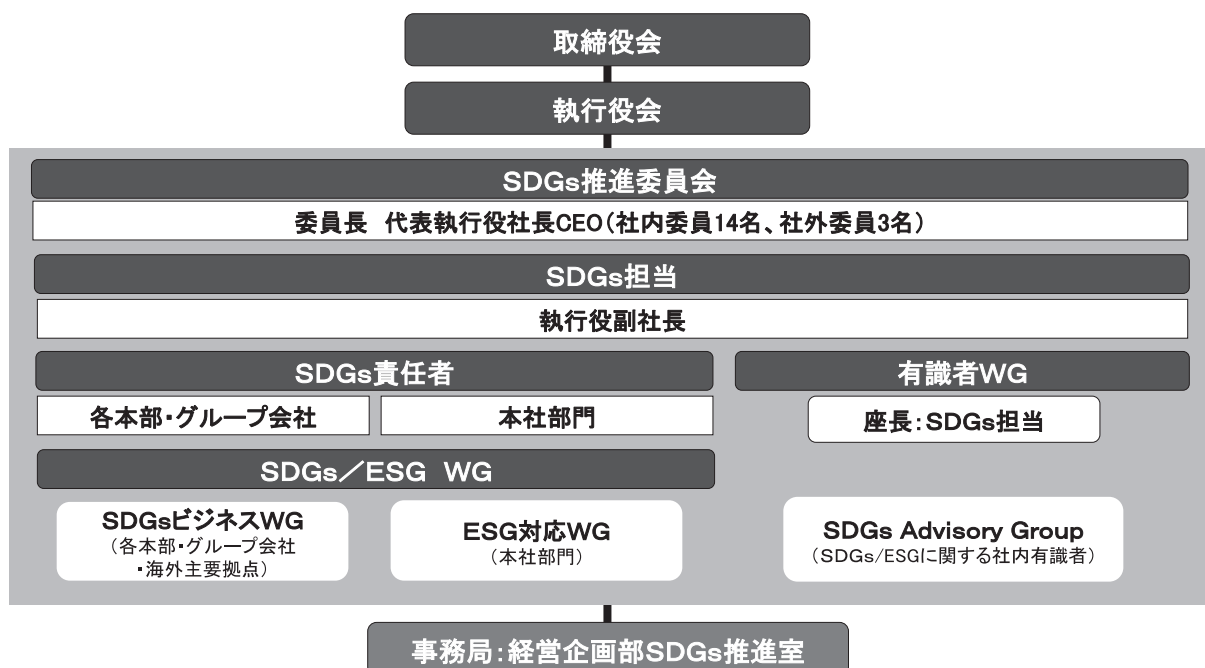 取締役会
執行役会
SDGs推進委員会
委員長　代表執行役社長CEO（社内委員14名、社外委員3名）
SDGs担当
執行役副社長
SDGs責任者
各本部・グループ会社
本社部門
有識者WG
座長：SDGs担当
SDGs／ESG　WG
SDGsビジネスWG
（各本部・グループ会社
・海外主要拠点）
ESG対応WG
（本社部門）
SDGs Advisory Group
（SDGs/ESGに関する社内有識者）
事務局：経営企画部SDGs推進室